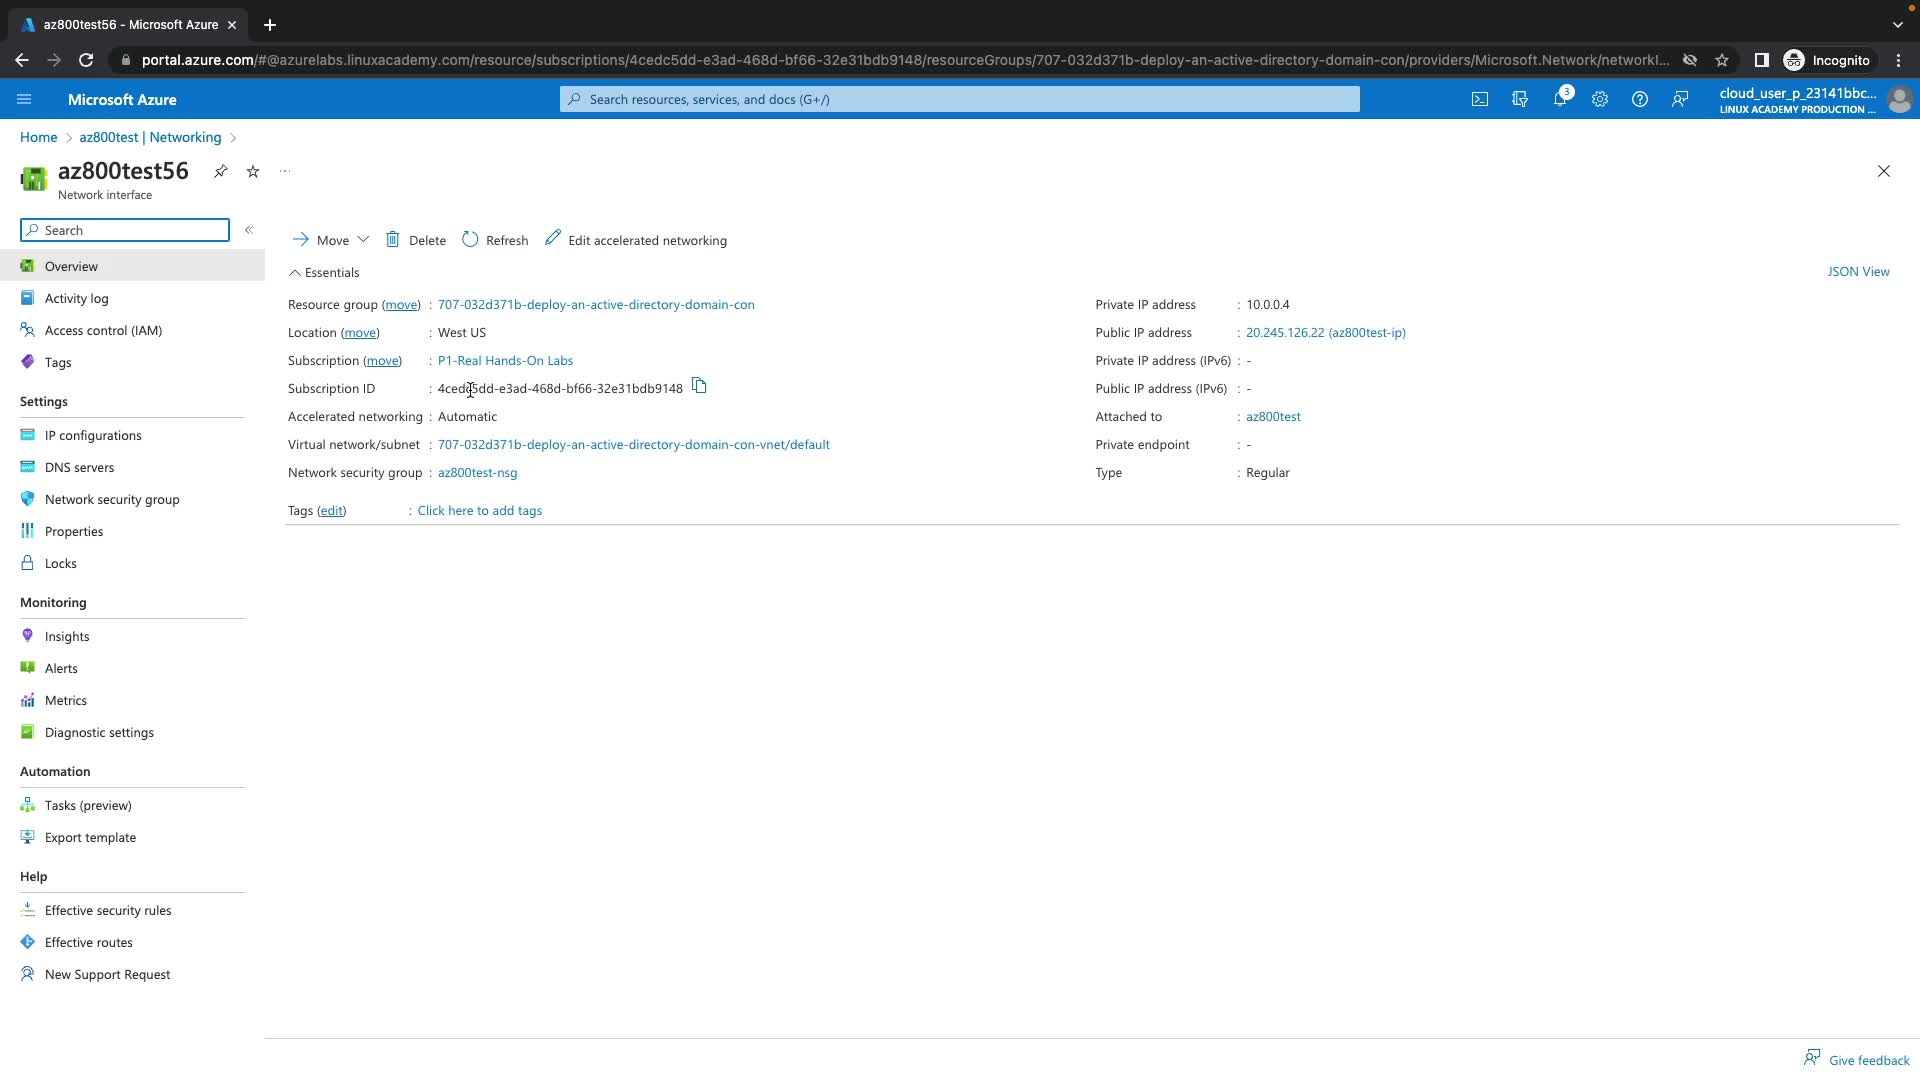 az800test56 - Microsoft Azure
portal.azure.com/#@azurelabs.linuxacademy.com/resource/subscriptions/4cedc5dd-e3ad-468d-bf66-32e31bdb9148/resourceGroups/707-032d371b-deploy-an-active-directory-domain-con/providers/Microsoft.Network/networkI...
Incognito
Microsoft Azure
Search resources, services, and docs (G+/)
3
cloud_user_p_23141bbc...
LINUX ACADEMY PRODUCTION ...
Home > az800test | Networking >
az800test56
...
Network interface
Search
«
Overview
Activity log
Access control (IAM)
Tags
Settings
IP configurations
DNS servers
Network security group
Properties
Locks
Monitoring
Insights
Alerts
Metrics
Diagnostic settings
Automation
Tasks (preview)
Export template
Help
Effective security rules
Effective routes
New Support Request
Move
Delete
Refresh
Edit accelerated networking
Essentials
JSON View
Resource group (move) : 707-032d371b-deploy-an-active-directory-domain-con
Location (move) : West US
Subscription (move) : P1-Real Hands-On Labs
Subscription ID : 4cedc5dd-e3ad-468d-bf66-32e31bdb9148
Accelerated networking : Automatic
Virtual network/subnet : 707-032d371b-deploy-an-active-directory-domain-con-vnet/default
Network security group : az800test-nsg
Private IP address : 10.0.0.4
Public IP address : 20.245.126.22 (az800test-ip)
Private IP address (IPv6) : -
Public IP address (IPv6) : -
Attached to : az800test
Private endpoint : -
Type : Regular
Tags (edit) : Click here to add tags
Give feedback